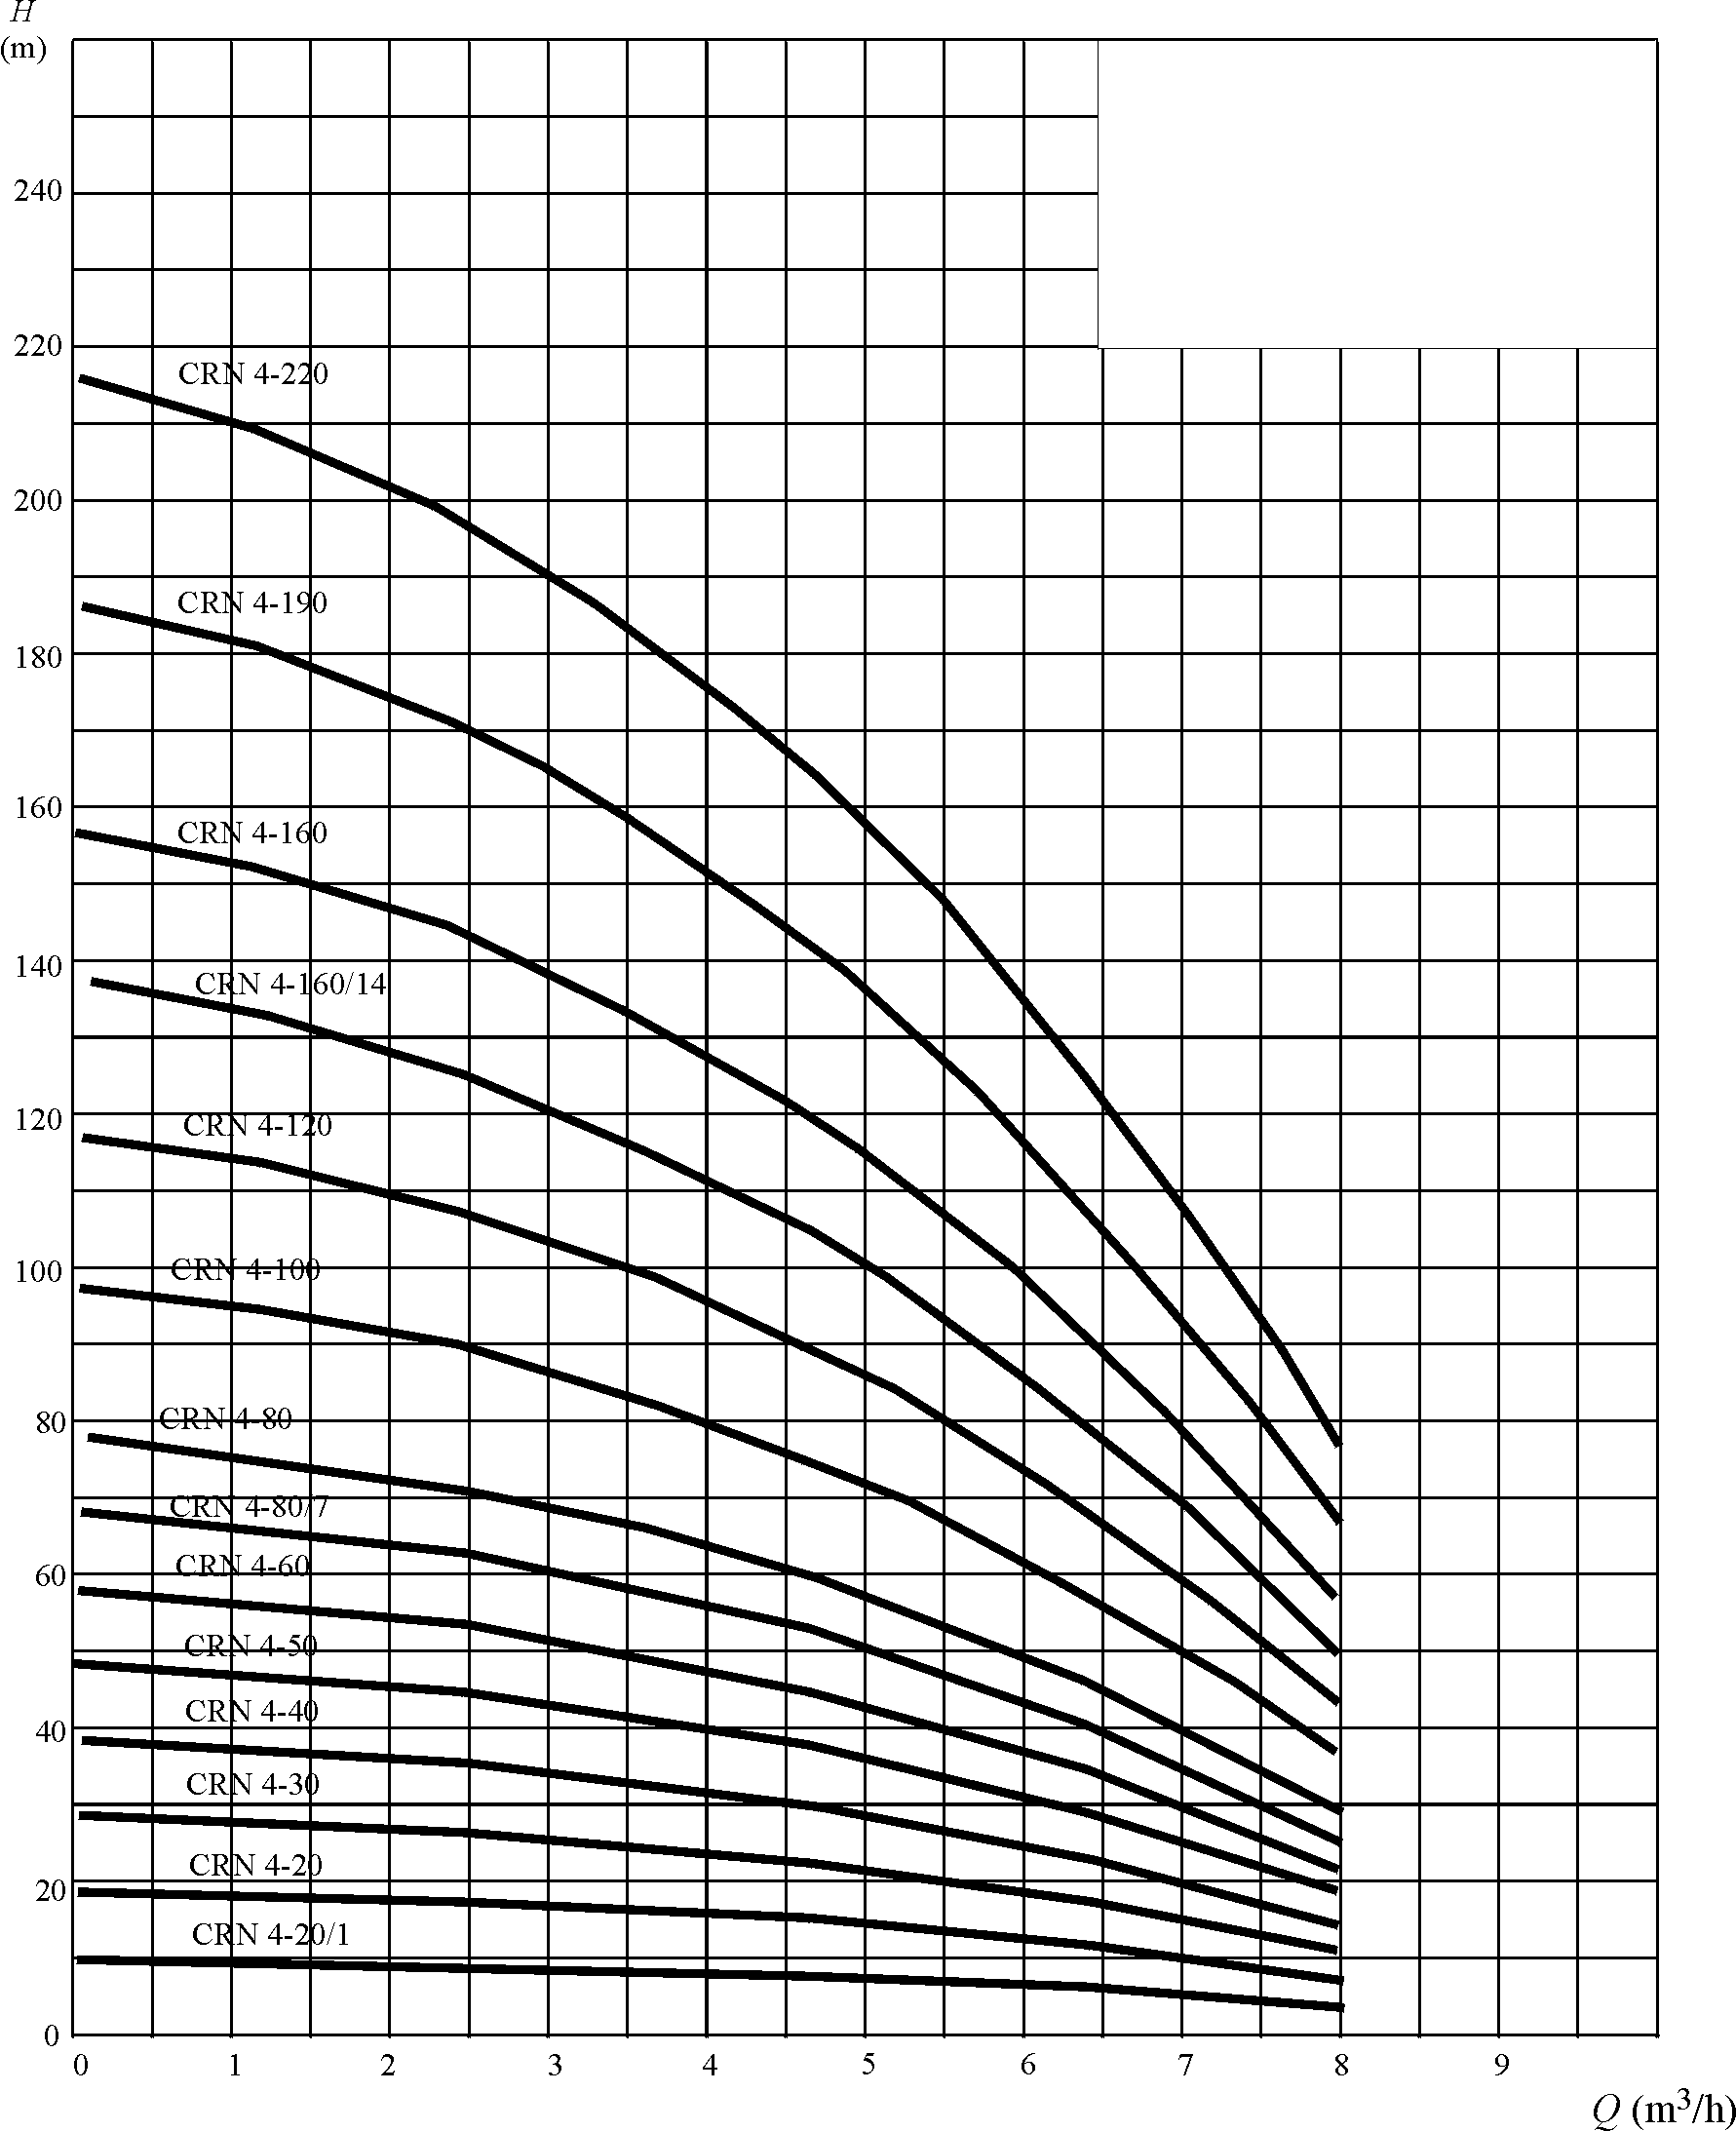 H
(m)
240
220
CRN 4-220
200
CRN 4-190
180
160
CRN 4-160
140
CRN 4-160/14
120
CRN 4-120
100
CRN 4-100
80
CRN 4-80
CRN 4-80/7
60
CRN 4-60
CRN 4-50
40
CRN 4-40
CRN 4-30
20
CRN 4-20
CRN 4-20/1
0
0 1 2 3 4 5 6 7 8 9
Q (m³/h)